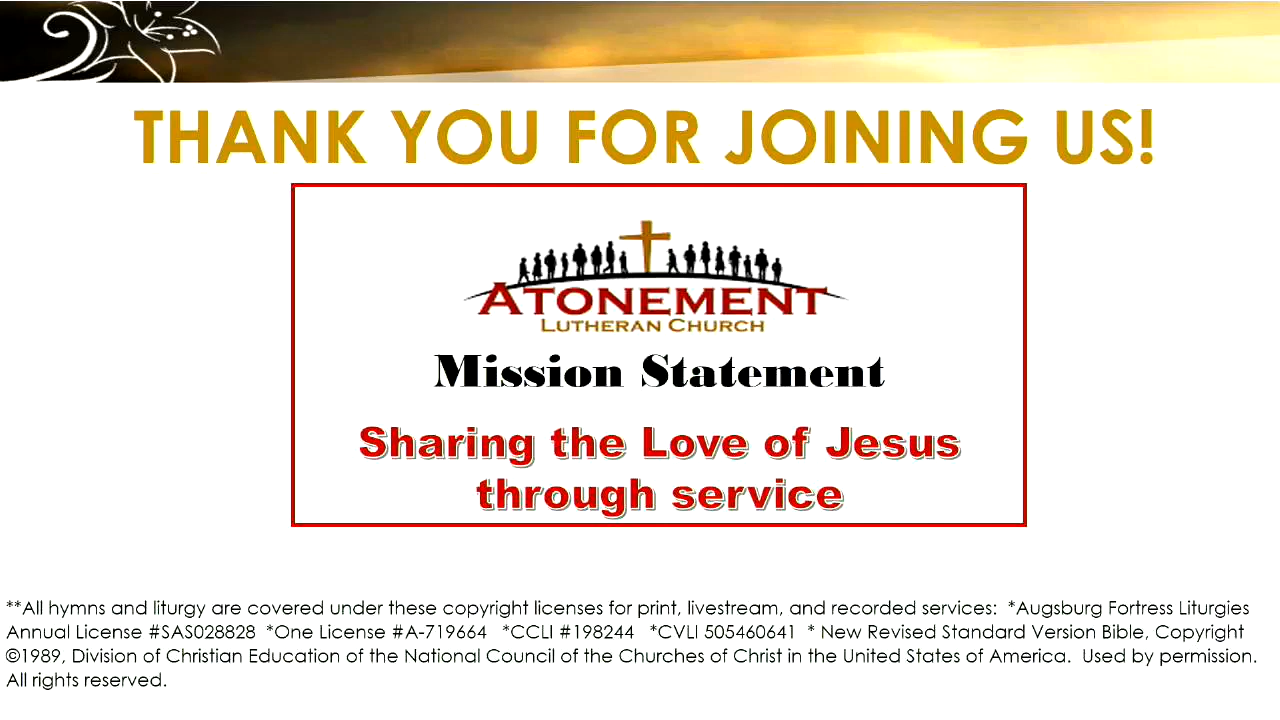 THANK YOU FOR JOINING US!
ATONEMENT
LUTHERAN CHURCH
Mission Statement
Sharing the Love of Jesus
through service
**All hymns and liturgy are covered under these copyright licenses for print, livestream, and recorded services:  *Augsburg Fortress Liturgies
Annual License #SAS028828  *One License #A-719664   *CCLI #198244   *CVLI 505460641  * New Revised Standard Version Bible, Copyright
©1989, Division of Christian Education of the National Council of the Churches of Christ in the United States of America.  Used by permission.
All rights reserved.